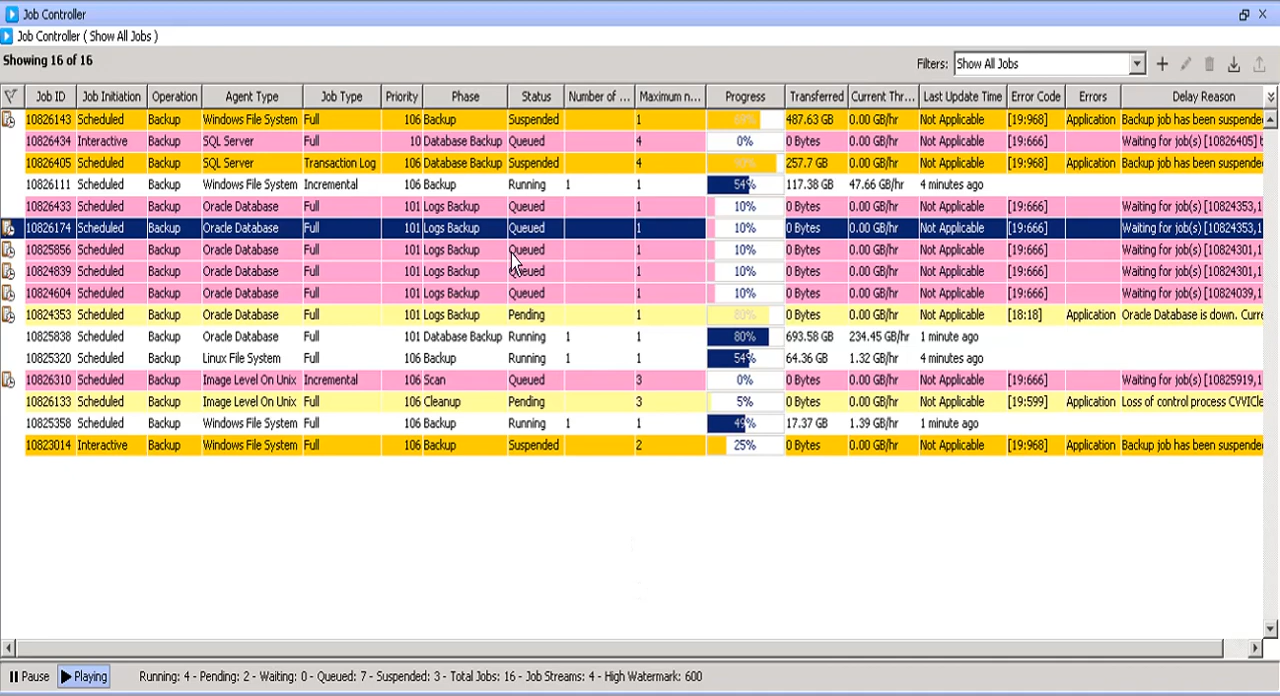 Job Controller
Job Controller ( Show All Jobs )
Showing 16 of 16 Filters: Show All Jobs
Job ID Job Initiation Operation Agent Type Job Type Priority Phase Status Number of ... Maximum n... Progress Transferred Current Thr... Last Update Time Error Code Errors Delay Reason
10826143 Scheduled Backup Windows File System Full 106 Backup Suspended 1 487.63 GB 0.00 GB/hr Not Applicable [19:968] Application Backup job has been suspende
10826434 Interactive Backup SQL Server Full 10 Database Backup Queued 4 0% 0 Bytes 0.00 GB/hr Not Applicable [19:666] Waiting for job(s) [10826405] b
10826405 Scheduled Backup SQL Server Transaction Log 106 Database Backup Suspended 4 257.7 GB 0.00 GB/hr Not Applicable [19:968] Application Backup job has been suspende
10826111 Scheduled Backup Windows File System Incremental 106 Backup Running 1 1 54% 117.38 GB 47.66 GB/hr 4 minutes ago
10826433 Scheduled Backup Oracle Database Full 101 Logs Backup Queued 1 10% 0 Bytes 0.00 GB/hr Not Applicable [19:666] Waiting for job(s) [10824353,1
10826174 Scheduled Backup Oracle Database Full 101 Logs Backup Queued 1 10% 0 Bytes 0.00 GB/hr Not Applicable [19:666] Waiting for job(s) [10824353,1
10825856 Scheduled Backup Oracle Database Full 101 Logs Backup Queued 1 10% 0 Bytes 0.00 GB/hr Not Applicable [19:666] Waiting for job(s) [10824301,1
10824839 Scheduled Backup Oracle Database Full 101 Logs Backup Queued 1 10% 0 Bytes 0.00 GB/hr Not Applicable [19:666] Waiting for job(s) [10824301,1
10824604 Scheduled Backup Oracle Database Full 101 Logs Backup Queued 1 10% 0 Bytes 0.00 GB/hr Not Applicable [19:666] Waiting for job(s) [10824039,1
10824353 Scheduled Backup Oracle Database Full 101 Logs Backup Pending 1 80% 0 Bytes 0.00 GB/hr Not Applicable [18:18] Application Oracle Database is down. Curre
10825838 Scheduled Backup Oracle Database Full 101 Database Backup Running 1 1 80% 693.58 GB 234.45 GB/hr 1 minute ago
10825320 Scheduled Backup Linux File System Full 106 Backup Running 1 1 54% 64.36 GB 1.32 GB/hr 4 minutes ago
10826310 Scheduled Backup Image Level On Unix Incremental 106 Scan Queued 3 0% 0 Bytes 0.00 GB/hr Not Applicable [19:666] Waiting for job(s) [10825919,1
10826133 Scheduled Backup Image Level On Unix Full 106 Cleanup Pending 3 5% 0 Bytes 0.00 GB/hr Not Applicable [19:599] Application Loss of control process CVVICle
10825358 Scheduled Backup Windows File System Full 106 Backup Running 1 1 49% 17.37 GB 1.39 GB/hr 1 minute ago
10823014 Interactive Backup Windows File System Full 106 Backup Suspended 2 25% 0 Bytes 0.00 GB/hr Not Applicable [19:968] Application Backup job has been suspende
Pause Playing Running: 4 - Pending: 2 - Waiting: 0 - Queued: 7 - Suspended: 3 - Total Jobs: 16 - Job Streams: 4 - High Watermark: 600